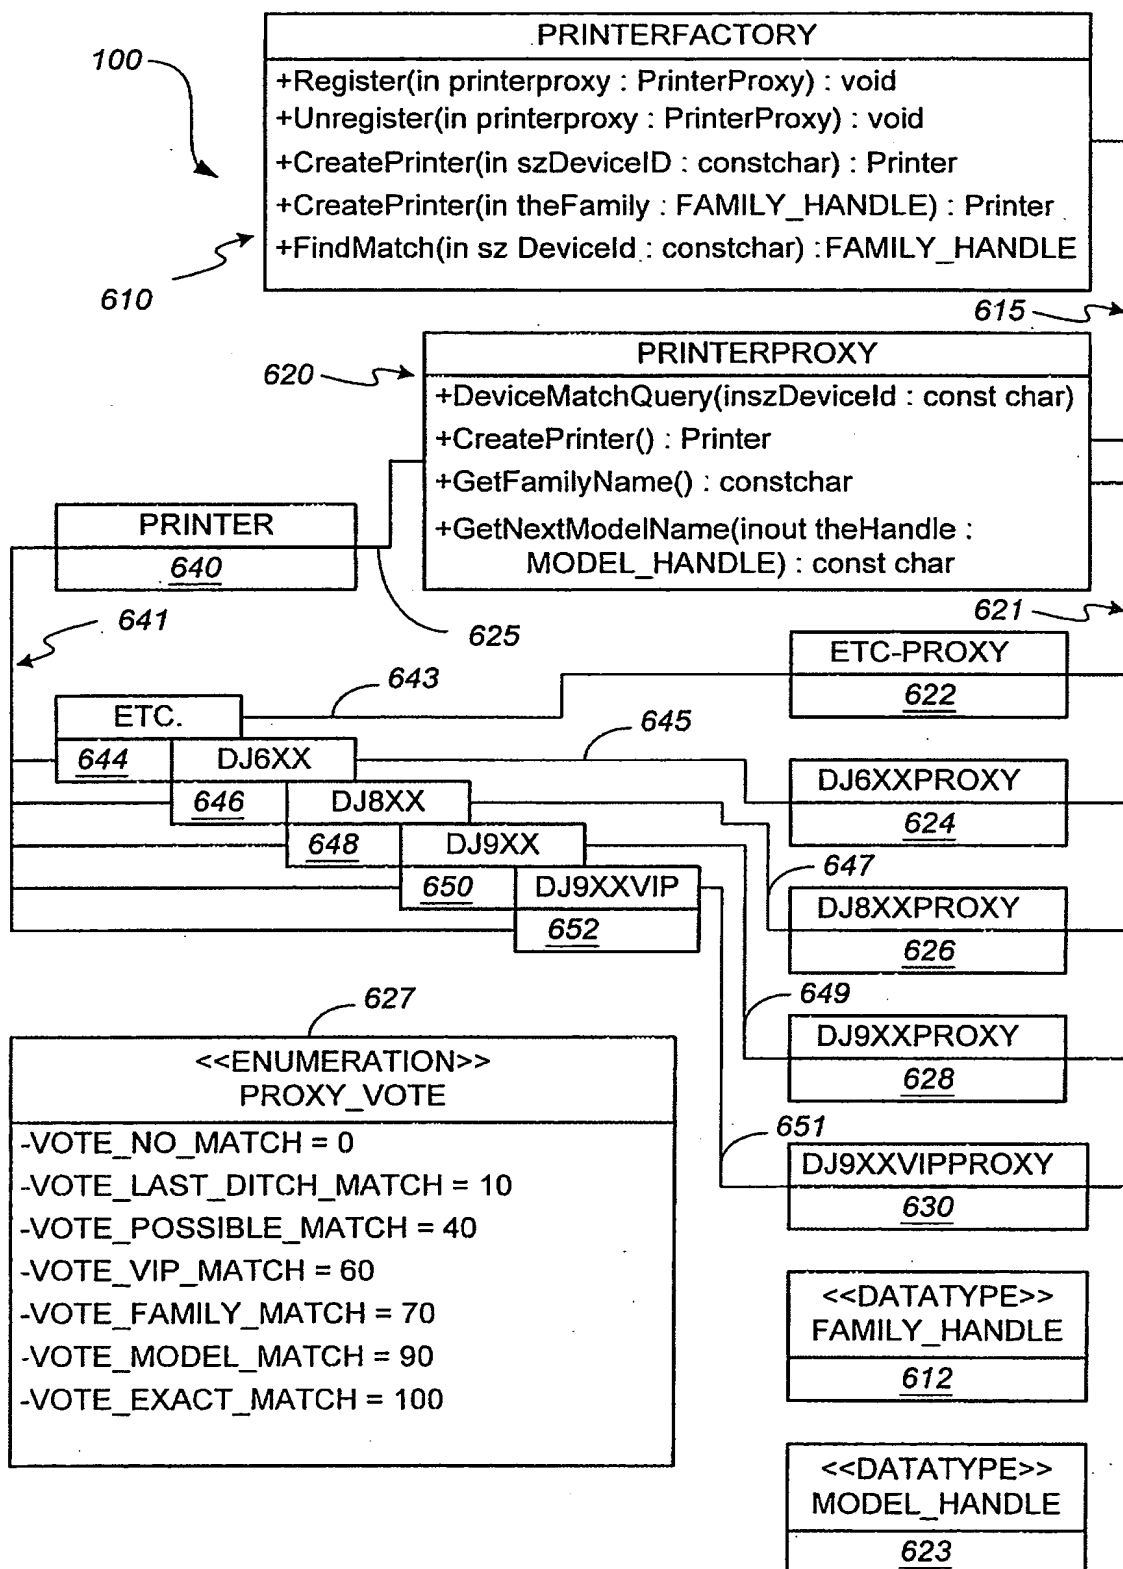 PRINTERFACTORY
100
+Register(in printerproxy : PrinterProxy) : void
+Unregister(in printerproxy : PrinterProxy) : void
+CreatePrinter(in szDeviceID : constchar) : Printer
+CreatePrinter(in theFamily : FAMILY_HANDLE) : Printer
+FindMatch(in sz DeviceId : constchar) :FAMILY_HANDLE
610
615
PRINTERPROXY
620
+DeviceMatchQuery(inszDeviceId : const char)
+CreatePrinter() : Printer
+GetFamilyName() : constchar
+GetNextModelName(inout theHandle :
MODEL_HANDLE) : const char
PRINTER
640
641
625
621
ETC-PROXY
622
643
ETC.
644
645
DJ6XX
646
DJ6XXPROXY
624
DJ8XX
648
DJ9XX
650
647
DJ9XXVIP
652
DJ8XXPROXY
626
627
649
<<ENUMERATION>>
PROXY_VOTE
DJ9XXPROXY
628
-VOTE_NO_MATCH = 0
-VOTE_LAST_DITCH_MATCH = 10
-VOTE_POSSIBLE_MATCH = 40
-VOTE_VIP_MATCH = 60
-VOTE_FAMILY_MATCH = 70
-VOTE_MODEL_MATCH = 90
-VOTE_EXACT_MATCH = 100
651
DJ9XXVIPPROXY
630
<<DATATYPE>>
FAMILY_HANDLE
612
<<DATATYPE>>
MODEL_HANDLE
623